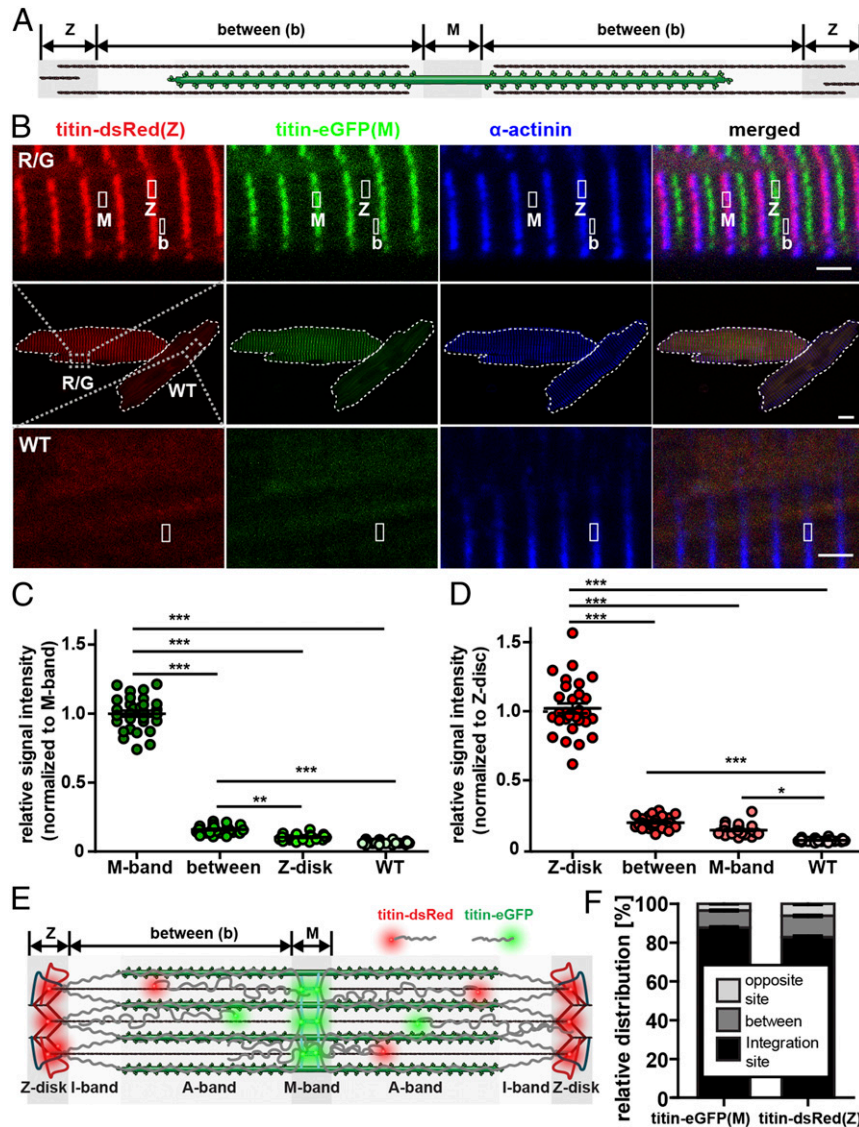 A
Z between (b) M between (b) Z
B
titin-dsRed(Z) titin-eGFP(M) α-actinin merged
R/G
M Z b M Z b M Z b M Z b
R/G WT
WT
C
relative signal intensity
(normalized to M-band)
1.5
1.0
0.5
0
***
***
***
***
**
M-band between Z-disk WT
D
relative signal intensity
(normalized to Z-disc)
1.5
1.0
0.5
0
***
***
***
***
*
Z-disk between M-band WT
E
titin-dsRed titin-eGFP
Z between (b) M
Z-disk I-band A-band M-band A-band I-band Z-disk
F
relative distribution [%]
100
80
60
40
20
0
opposite
site
between
Integration
site
titin-eGFP(M) titin-dsRed(Z)